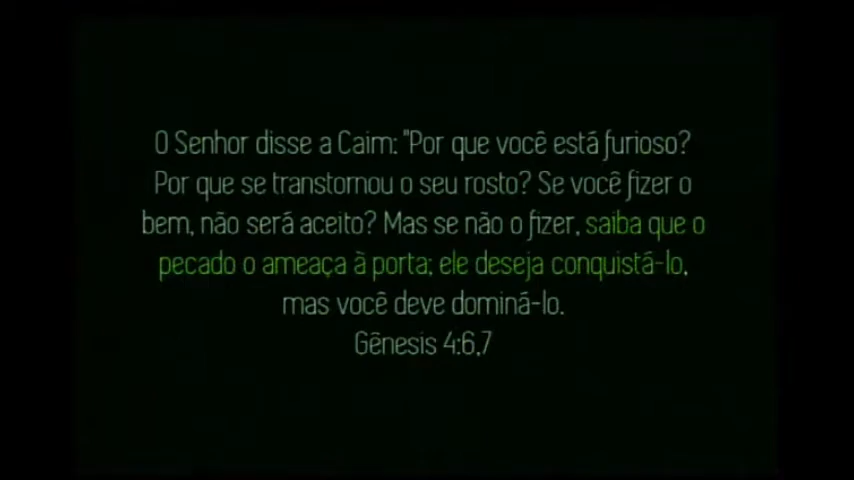 O Senhor disse a Caim: "Por que você está furioso?
Por que se transtornou o seu rosto? Se você fizer o
bem, não será aceito? Mas se não o fizer, saiba que o
pecado o ameaça à porta; ele deseja conquistá-lo,
mas você deve dominá-lo.
Gênesis 4:6,7